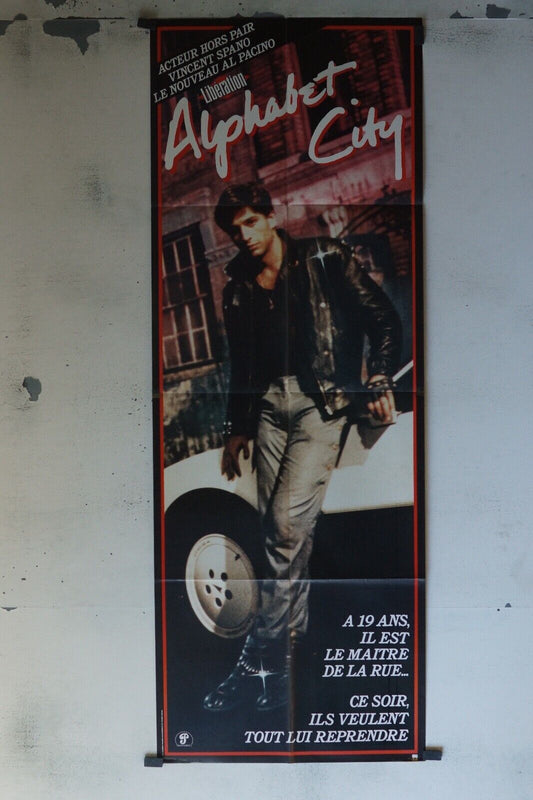 ACTEUR HORS PAIR
VINCENT SPANO
LE NOUVEAU AL PACINO
Libération
Alphabet
City
A 19 ANS,
IL EST
LE MAITRE
DE LA RUE...
CE SOIR,
ILS VEULENT
TOUT LUI REPRENDRE